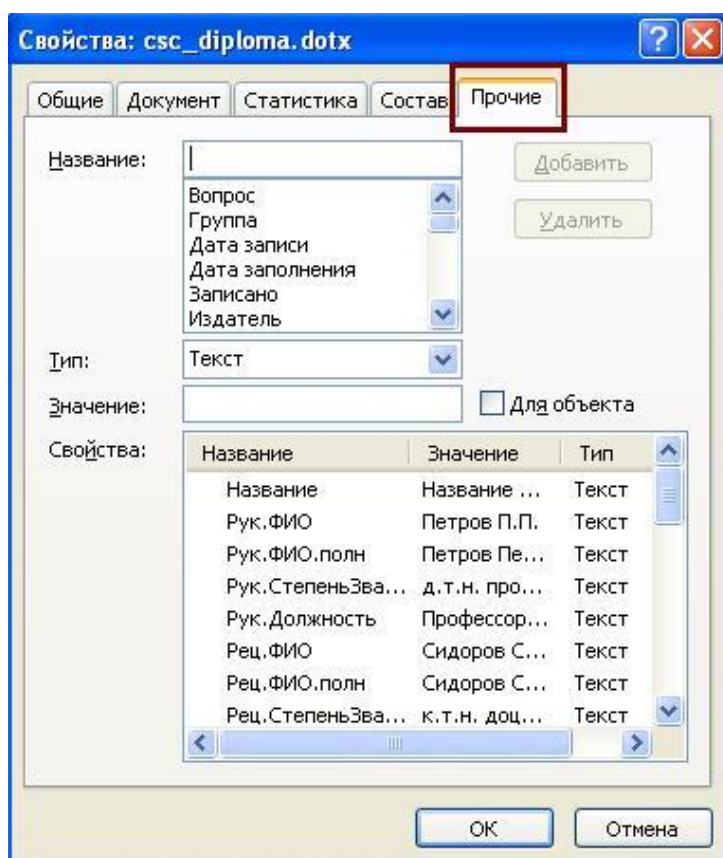 Свойства: csc_diploma.dotx
Общие Документ Статистика Состав Прочие
Название: Добавить
Вопрос
Группа Удалить
Дата записи
Дата заполнения
Записано
Издатель
Тип: Текст
Значение: Для объекта
Свойства: Название Значение Тип
Название Название ... Текст
Рук.ФИО Петров П.П. Текст
Рук.ФИО.полн Петров Пе... Текст
Рук.СтепеньЗва... д.т.н. про... Текст
Рук.Должность Профессор... Текст
Рец.ФИО Сидоров С... Текст
Рец.ФИО.полн Сидоров С... Текст
Рец.СтепеньЗва... к.т.н. доц... Текст
ОК Отмена